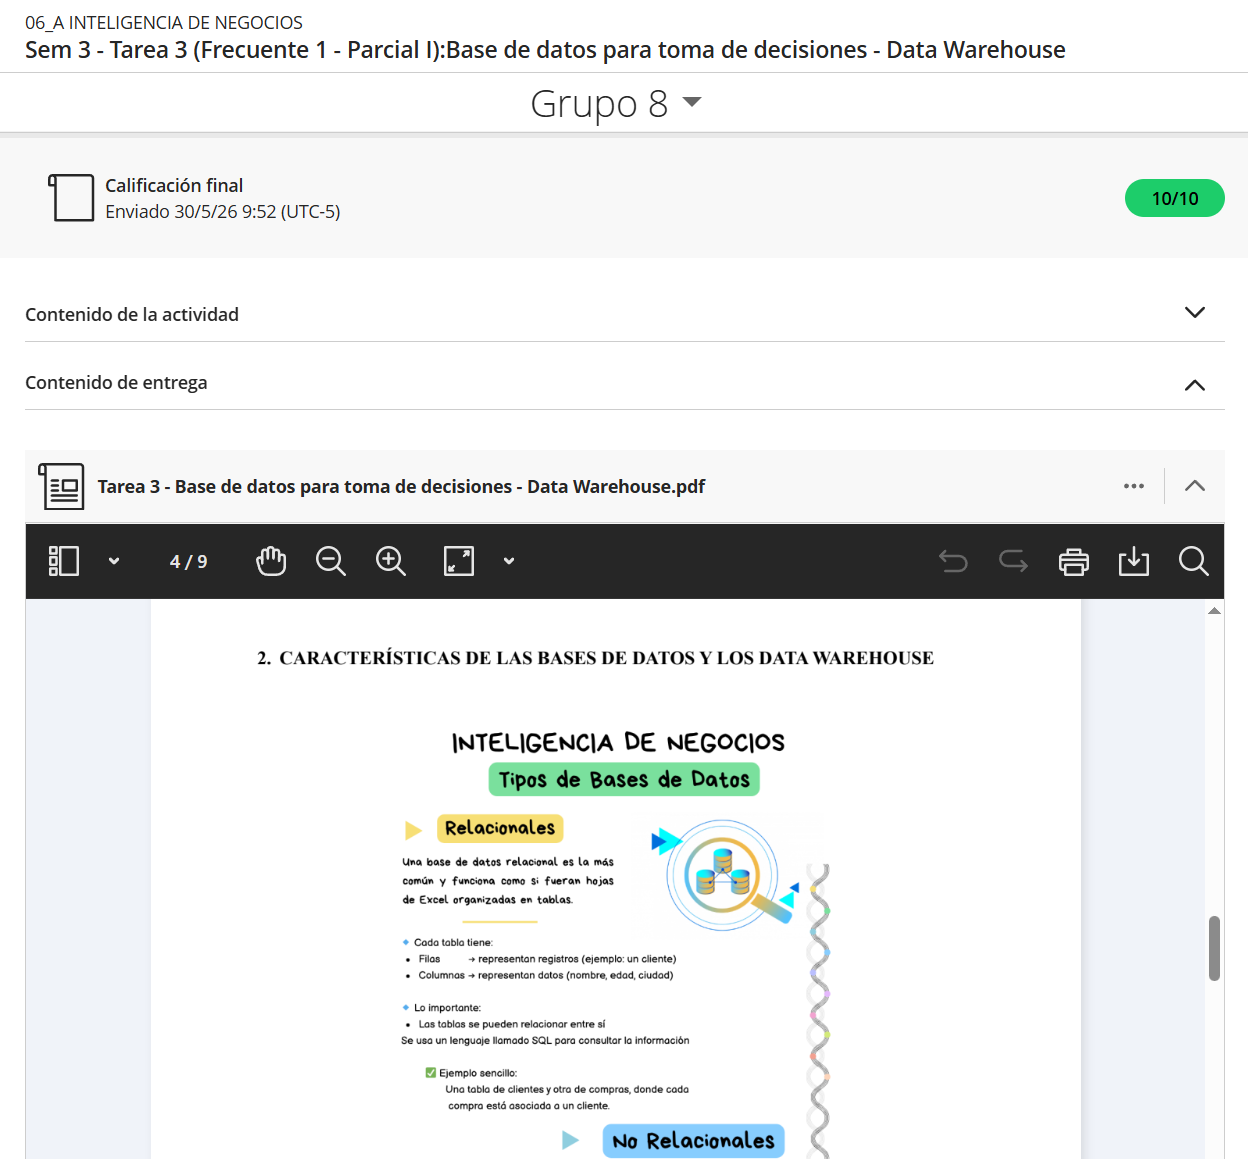 06_A INTELIGENCIA DE NEGOCIOS
Sem 3 - Tarea 3 (Frecuente 1 - Parcial I):Base de datos para toma de decisiones - Data Warehouse
Grupo 8
Calificación final
Enviado 30/5/26 9:52 (UTC-5)
10/10
Contenido de la actividad
Contenido de entrega
Tarea 3 - Base de datos para toma de decisiones - Data Warehouse.pdf
4 / 9
2. CARACTERÍSTICAS DE LAS BASES DE DATOS Y LOS DATA WAREHOUSE
INTELIGENCIA DE NEGOCIOS
Tipos de Bases de Datos
Relacionales
Una base de datos relacional es la más
común y funciona como si fueran hojas
de Excel organizadas en tablas.
Cada tabla tiene:
• Filas → representan registros (ejemplo: un cliente)
• Columnas → representan datos (nombre, edad, ciudad)
Lo importante:
• Las tablas se pueden relacionar entre sí
Se usa un lenguaje llamado SQL para consultar la información
✅ Ejemplo sencillo:
Una tabla de clientes y otra de compras, donde cada
compra está asociada a un cliente.
No Relacionales